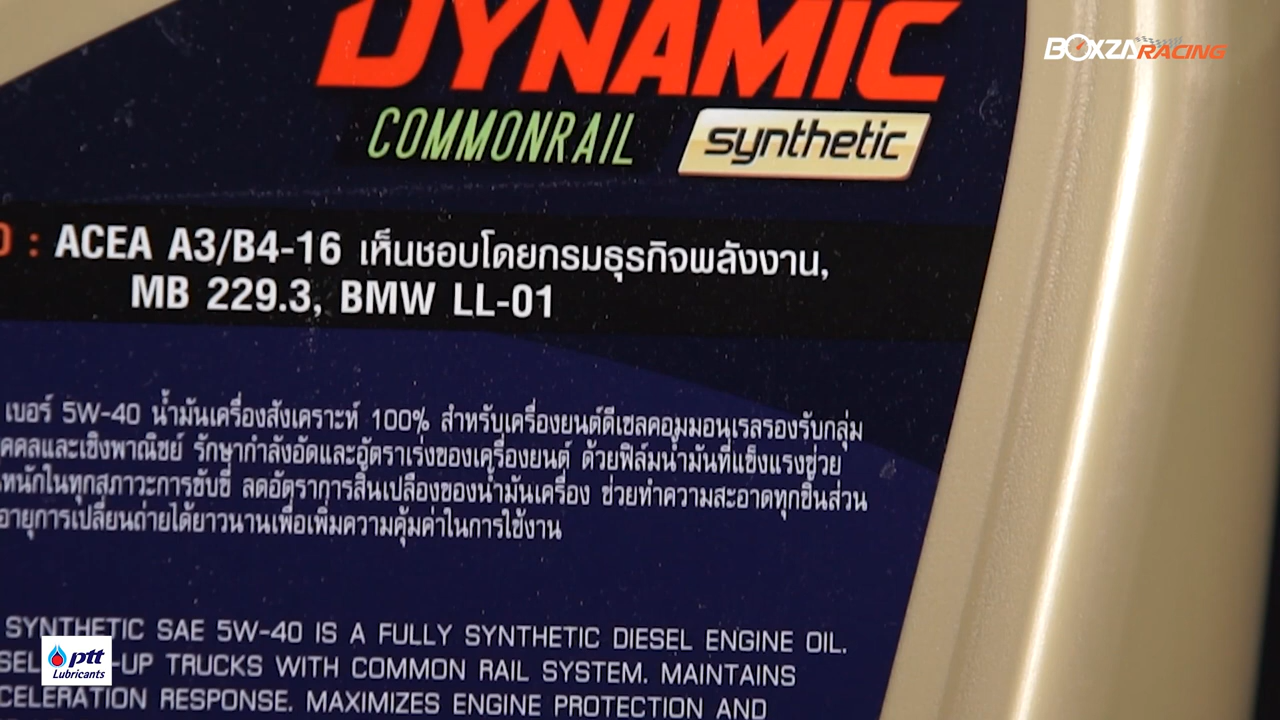 DYNAMIC
BOXZA RACING
COMMONRAIL synthetic
: ACEA A3/B4-16 เห็นชอบโดยกรมธุรกิจพลังงาน,
MB 229.3, BMW LL-01
เบอร์ 5W-40 น้ำมันเครื่องสังเคราะห์ 100% สำหรับเครื่องยนต์ดีเซลคอมมอนเรลรองรับกลุ่ม
คคลและเชิงพาณิชย์ รักษากำลังอัดและอัตราเร่งของเครื่องยนต์ ด้วยฟิล์มน้ำมันที่แข็งแรงช่วย
หนักในทุกสภาวะการขับขี่ ลดอัตราการสิ้นเปลืองของน้ำมันเครื่อง ช่วยทำความสะอาดทุกชิ้นส่วน
อายุการเปลี่ยนถ่ายได้ยาวนานเพื่อเพิ่มความคุ้มค่าในการใช้งาน
SYNTHETIC SAE 5W-40 IS A FULLY SYNTHETIC DIESEL ENGINE OIL.
-UP TRUCKS WITH COMMON RAIL SYSTEM. MAINTAINS
CELERATION RESPONSE. MAXIMIZES ENGINE PROTECTION AND
ptt
Lubricants